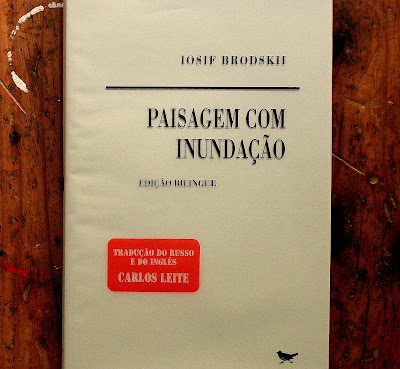 IOSIF BRODSKII
PAISAGEM COM
INUNDAÇÃO
EDIÇÃO BILINGUE
TRADUÇÃO DO RUSSO
E DO INGLÊS
CARLOS LEITE